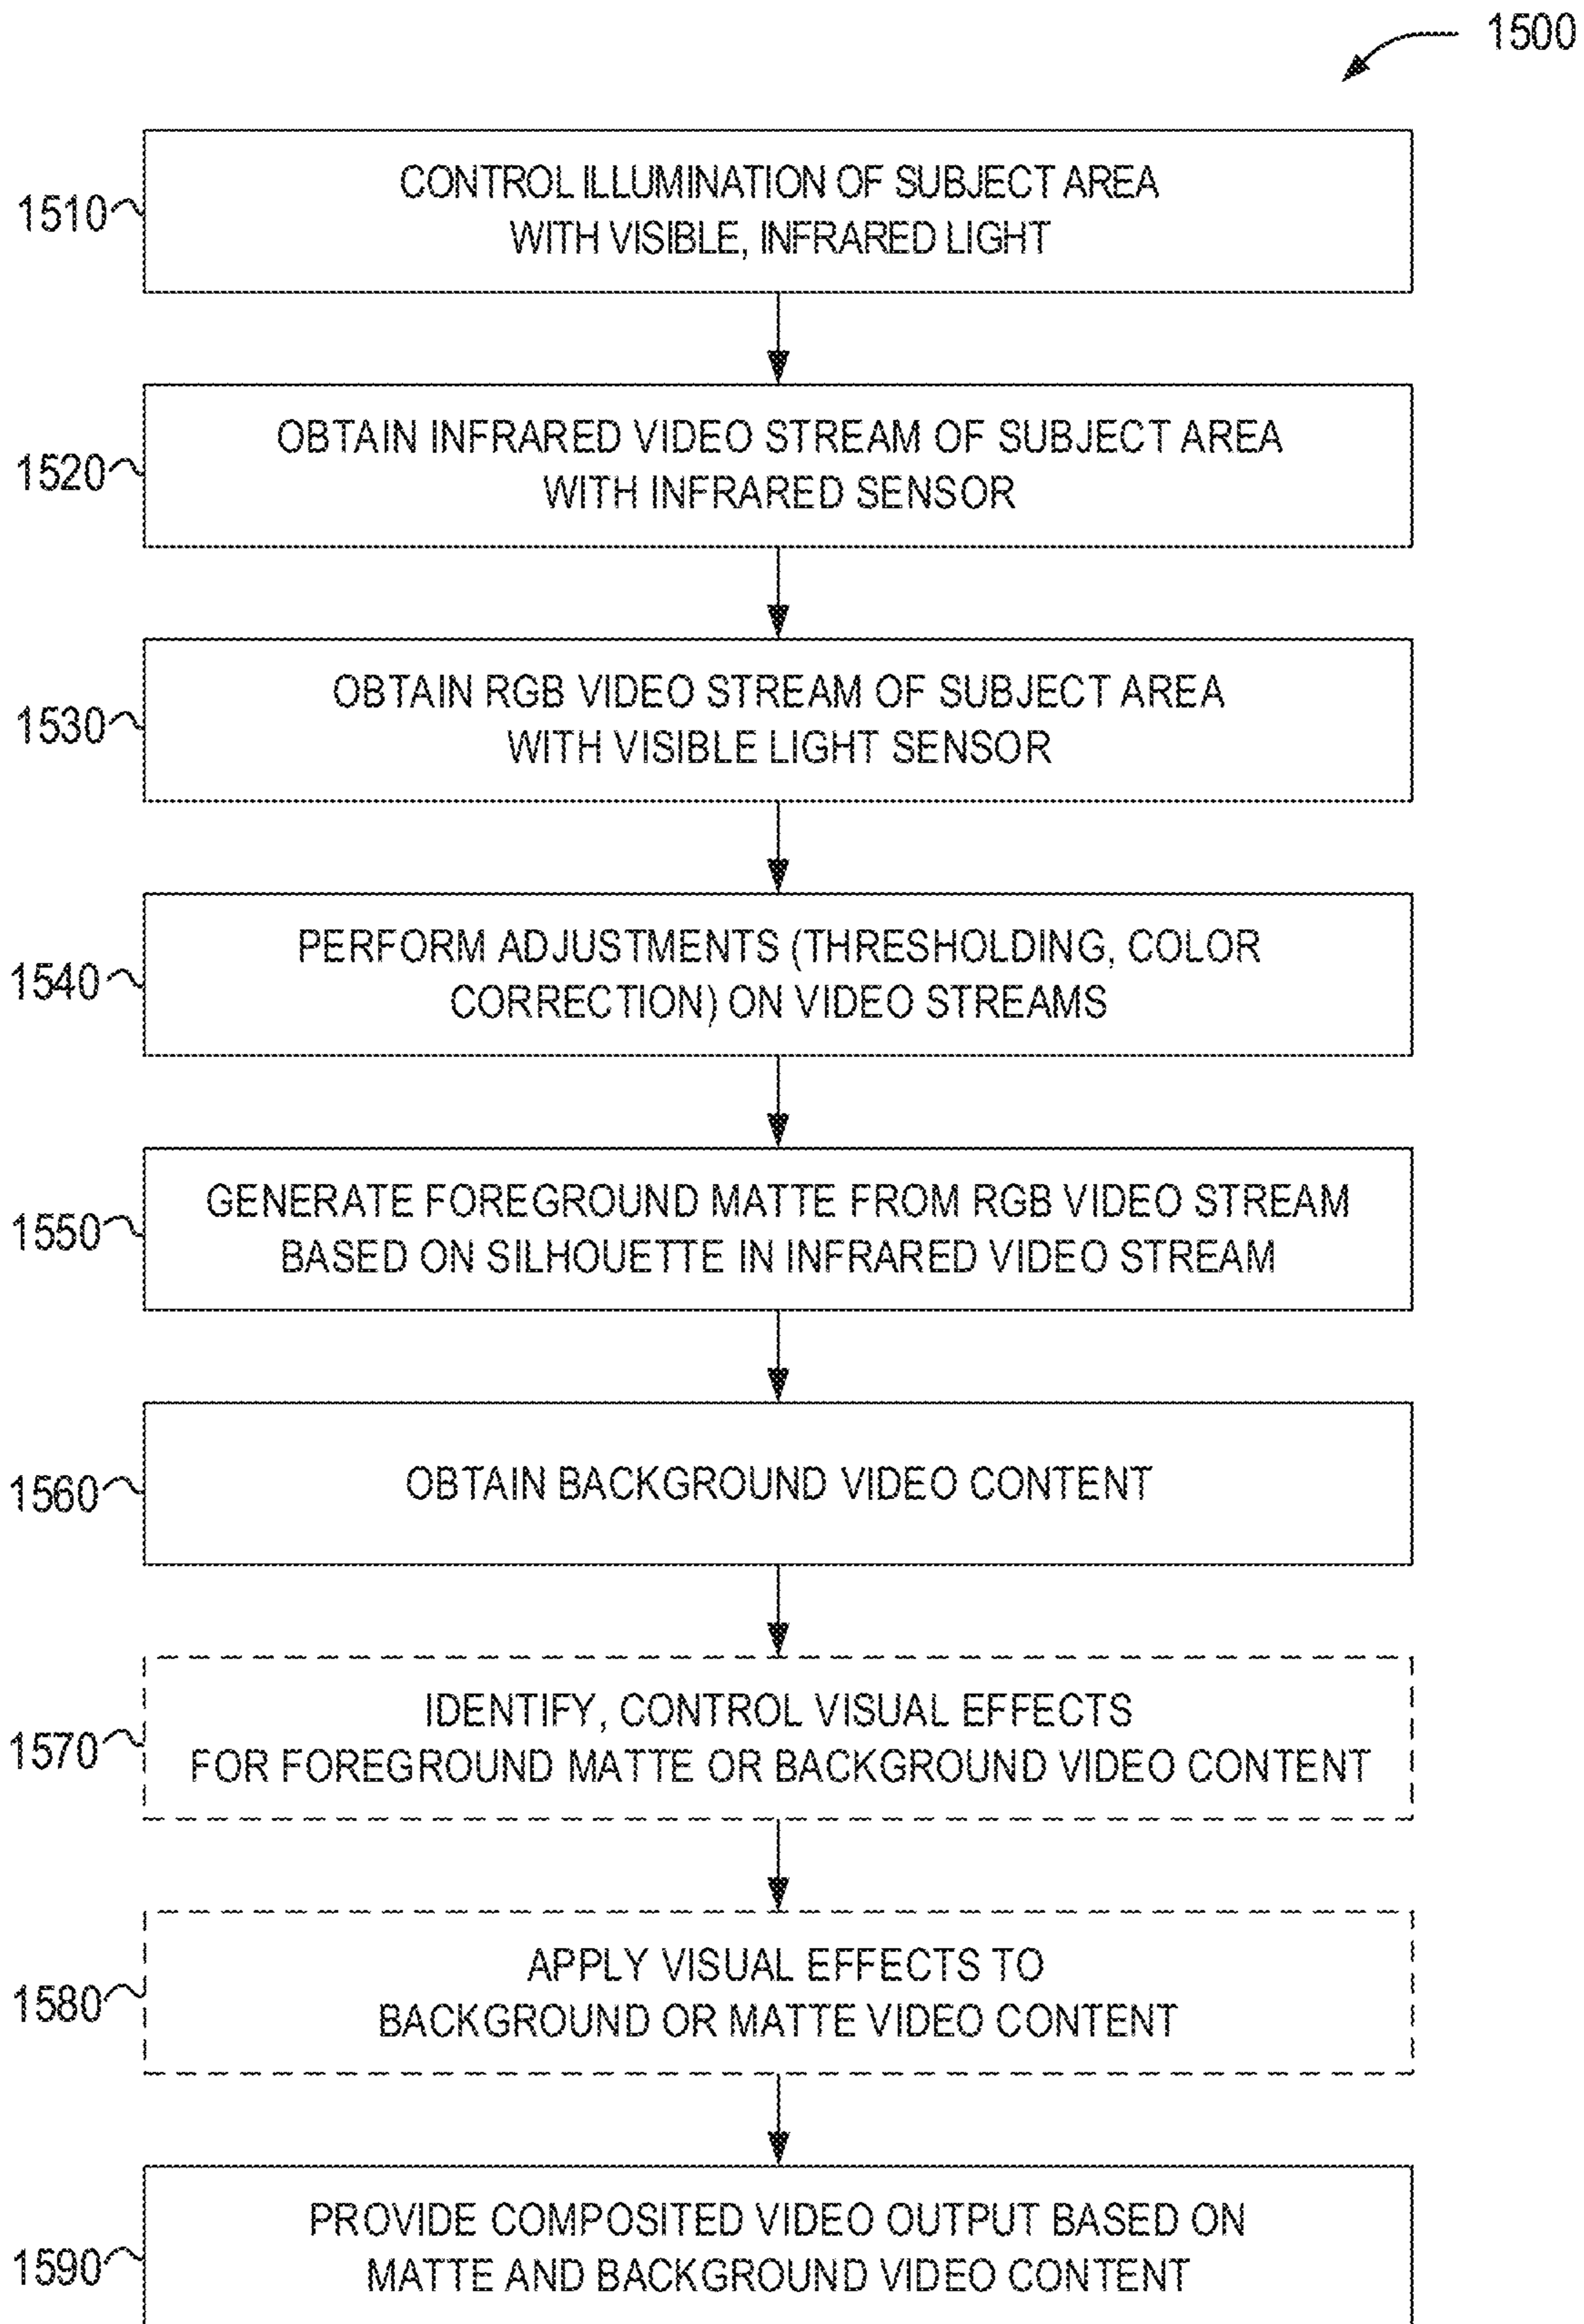 1500
1510
CONTROL ILLUMINATION OF SUBJECT AREA
WITH VISIBLE, INFRARED LIGHT
1520
OBTAIN INFRARED VIDEO STREAM OF SUBJECT AREA
WITH INFRARED SENSOR
1530
OBTAIN RGB VIDEO STREAM OF SUBJECT AREA
WITH VISIBLE LIGHT SENSOR
1540
PERFORM ADJUSTMENTS (THRESHOLDING, COLOR
CORRECTION) ON VIDEO STREAMS
1550
GENERATE FOREGROUND MATTE FROM RGB VIDEO STREAM
BASED ON SILHOUETTE IN INFRARED VIDEO STREAM
1560
OBTAIN BACKGROUND VIDEO CONTENT
1570
IDENTIFY, CONTROL VISUAL EFFECTS
FOR FOREGROUND MATTE OR BACKGROUND VIDEO CONTENT
1580
APPLY VISUAL EFFECTS TO
BACKGROUND OR MATTE VIDEO CONTENT
1590
PROVIDE COMPOSITED VIDEO OUTPUT BASED ON
MATTE AND BACKGROUND VIDEO CONTENT